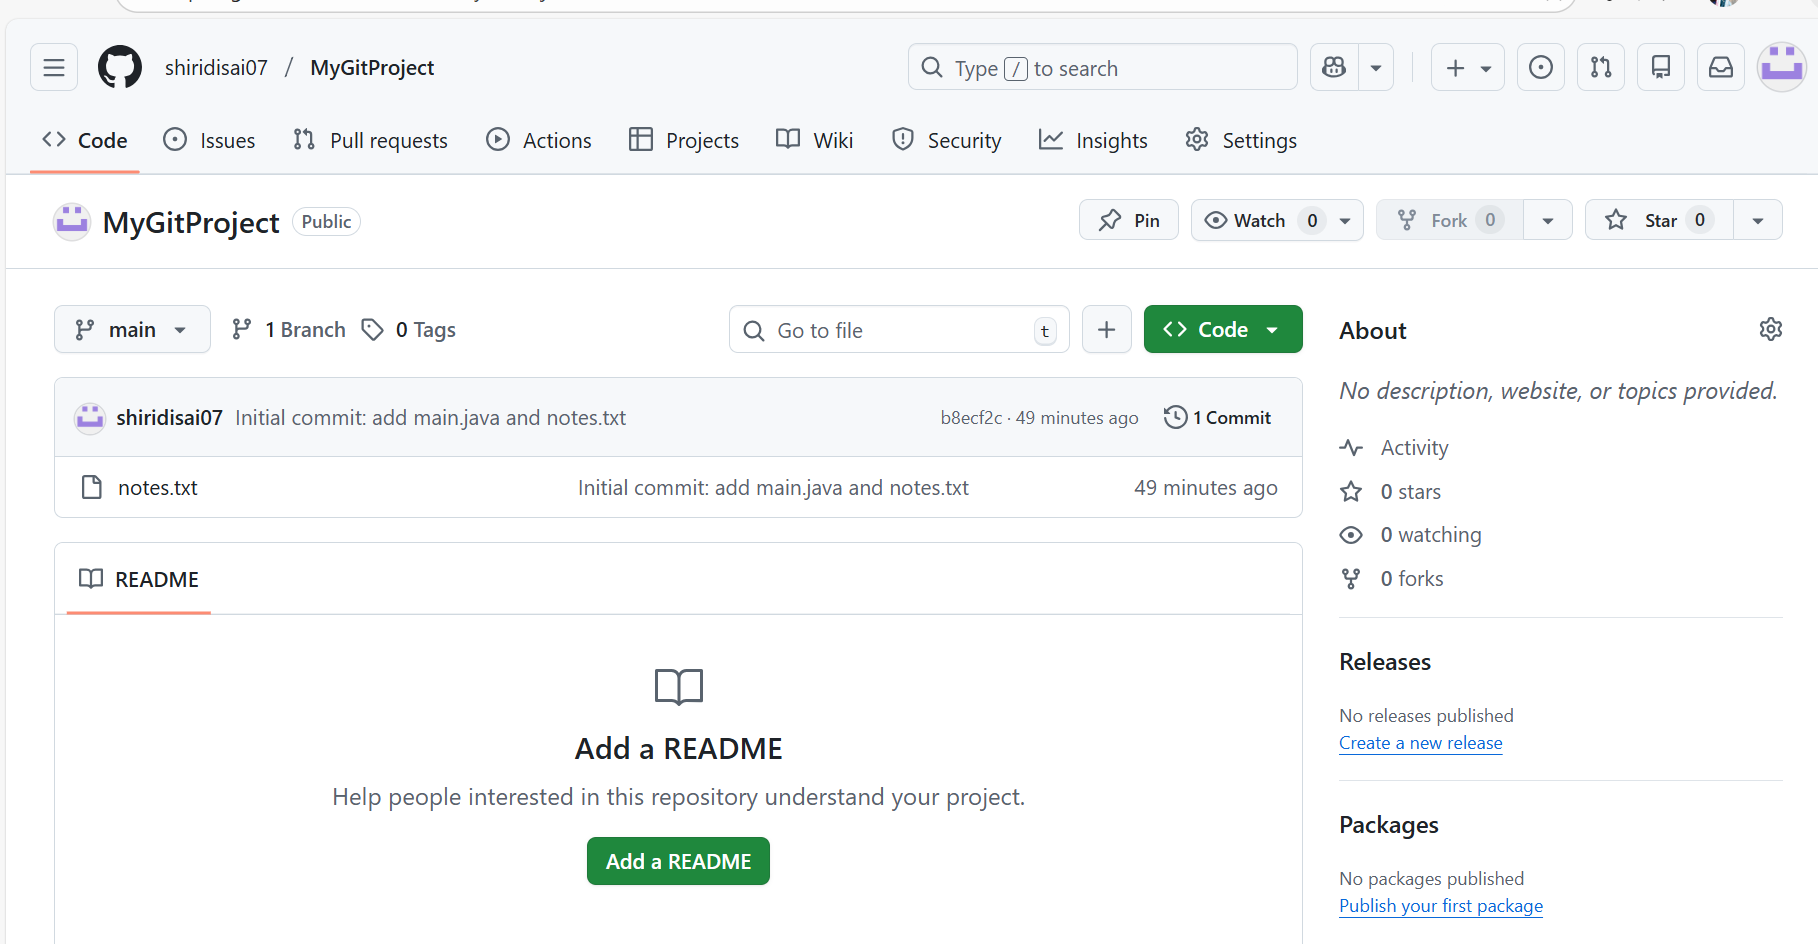 shiridisai07 / MyGitProject
Type / to search
Code
Issues
Pull requests
Actions
Projects
Wiki
Security
Insights
Settings
MyGitProject Public
Pin
Watch 0
Fork 0
Star 0
main
1 Branch
0 Tags
Go to file t
Code
shiridisai07 Initial commit: add main.java and notes.txt
b8ecf2c · 49 minutes ago
1 Commit
notes.txt
Initial commit: add main.java and notes.txt
49 minutes ago
README
Add a README
Help people interested in this repository understand your project.
Add a README
About
No description, website, or topics provided.
Activity
0 stars
0 watching
0 forks
Releases
No releases published
Create a new release
Packages
No packages published
Publish your first package